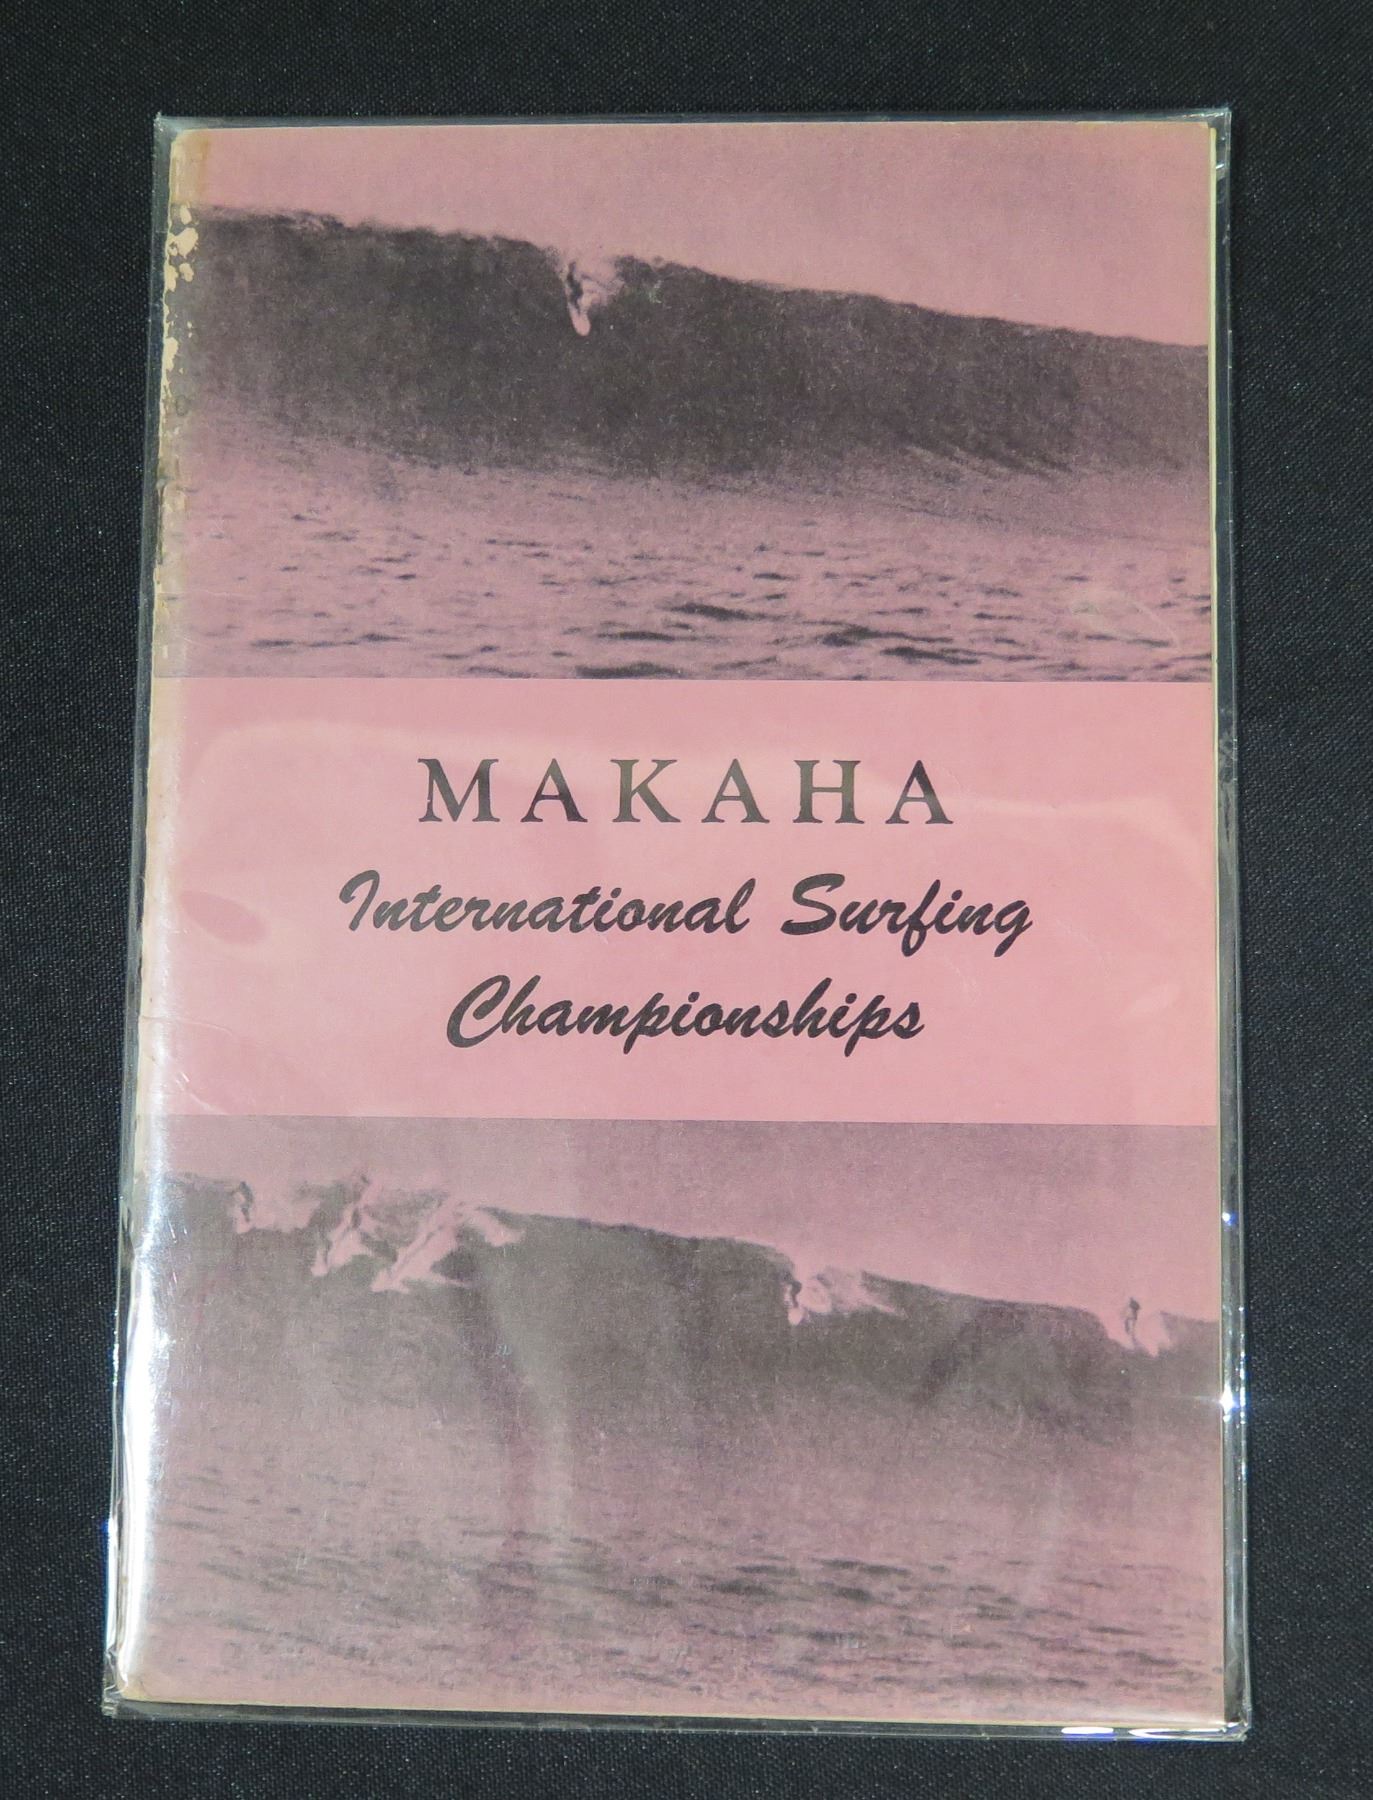 MAKAHA
International Surfing
Championships